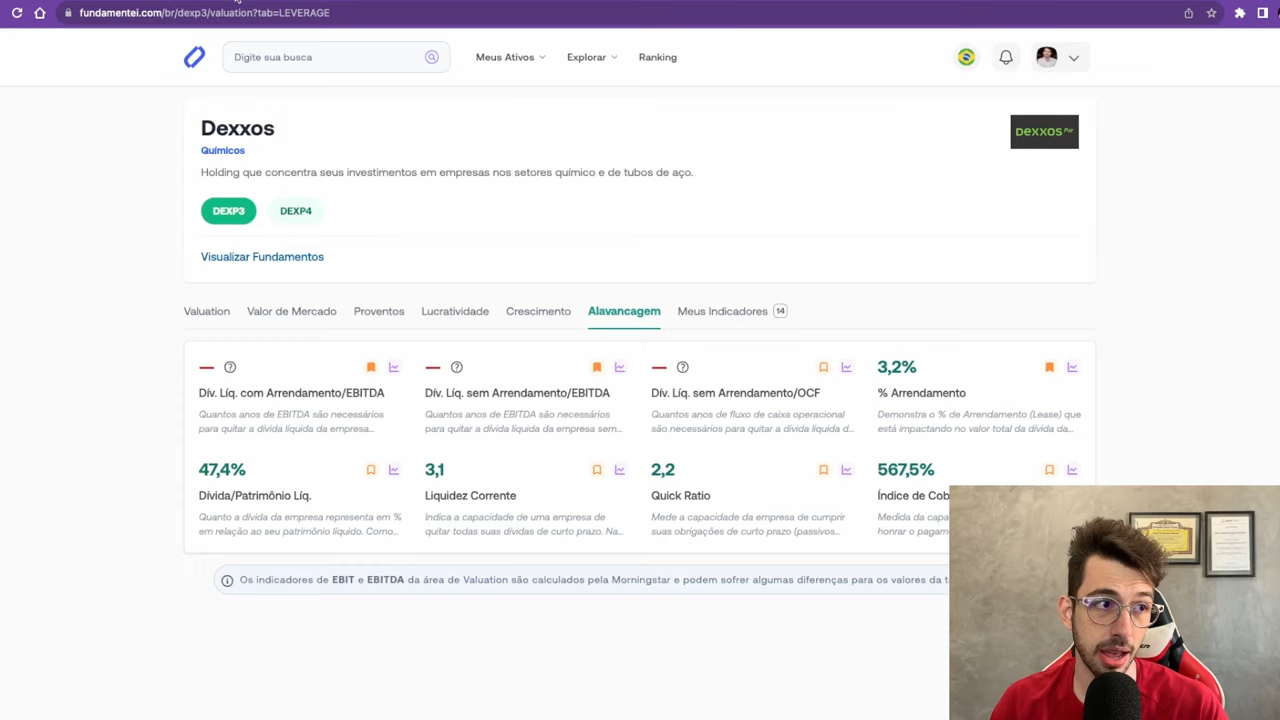 fundamentei.com/br/dexp3/valuation?tab=LEVERAGE
Digite sua busca
Meus Ativos
Explorar
Ranking
Dexxos
Químicos
Holding que concentra seus investimentos em empresas nos setores químico e de tubos de aço.
Dexxos Par
DEXP3
DEXP4
Visualizar Fundamentos
Valuation
Valor de Mercado
Proventos
Lucratividade
Crescimento
Alavancagem
Meus Indicadores
14
Dív. Líq. com Arrendamento/EBITDA
Quantos anos de EBITDA são necessários
para quitar a dívida líquida da empresa...
Dív. Líq. sem Arrendamento/EBITDA
Quantos anos de EBITDA são necessários
para quitar a dívida líquida da empresa sem...
Dív. Líq. sem Arrendamento/OCF
Quantos anos de fluxo de caixa operacional
são necessários para quitar a dívida líquida d...
3,2%
% Arrendamento
Demonstra o % de Arrendamento (Lease) que
está impactando no valor total da dívida da...
47,4%
Dívida/Patrimônio Líq.
Quanto a dívida da empresa representa em %
em relação ao seu patrimônio líquido. Como...
3,1
Liquidez Corrente
Indica a capacidade de uma empresa de
quitar todas suas dívidas de curto prazo. Na...
2,2
Quick Ratio
Mede a capacidade da empresa de cumprir
suas obrigações de curto prazo (passivos...
567,5%
Índice de Cob
Medida da capa
honrar o pagam
Os indicadores de EBIT e EBITDA da área de Valuation são calculados pela Morningstar e podem sofrer algumas diferenças para os valores da t